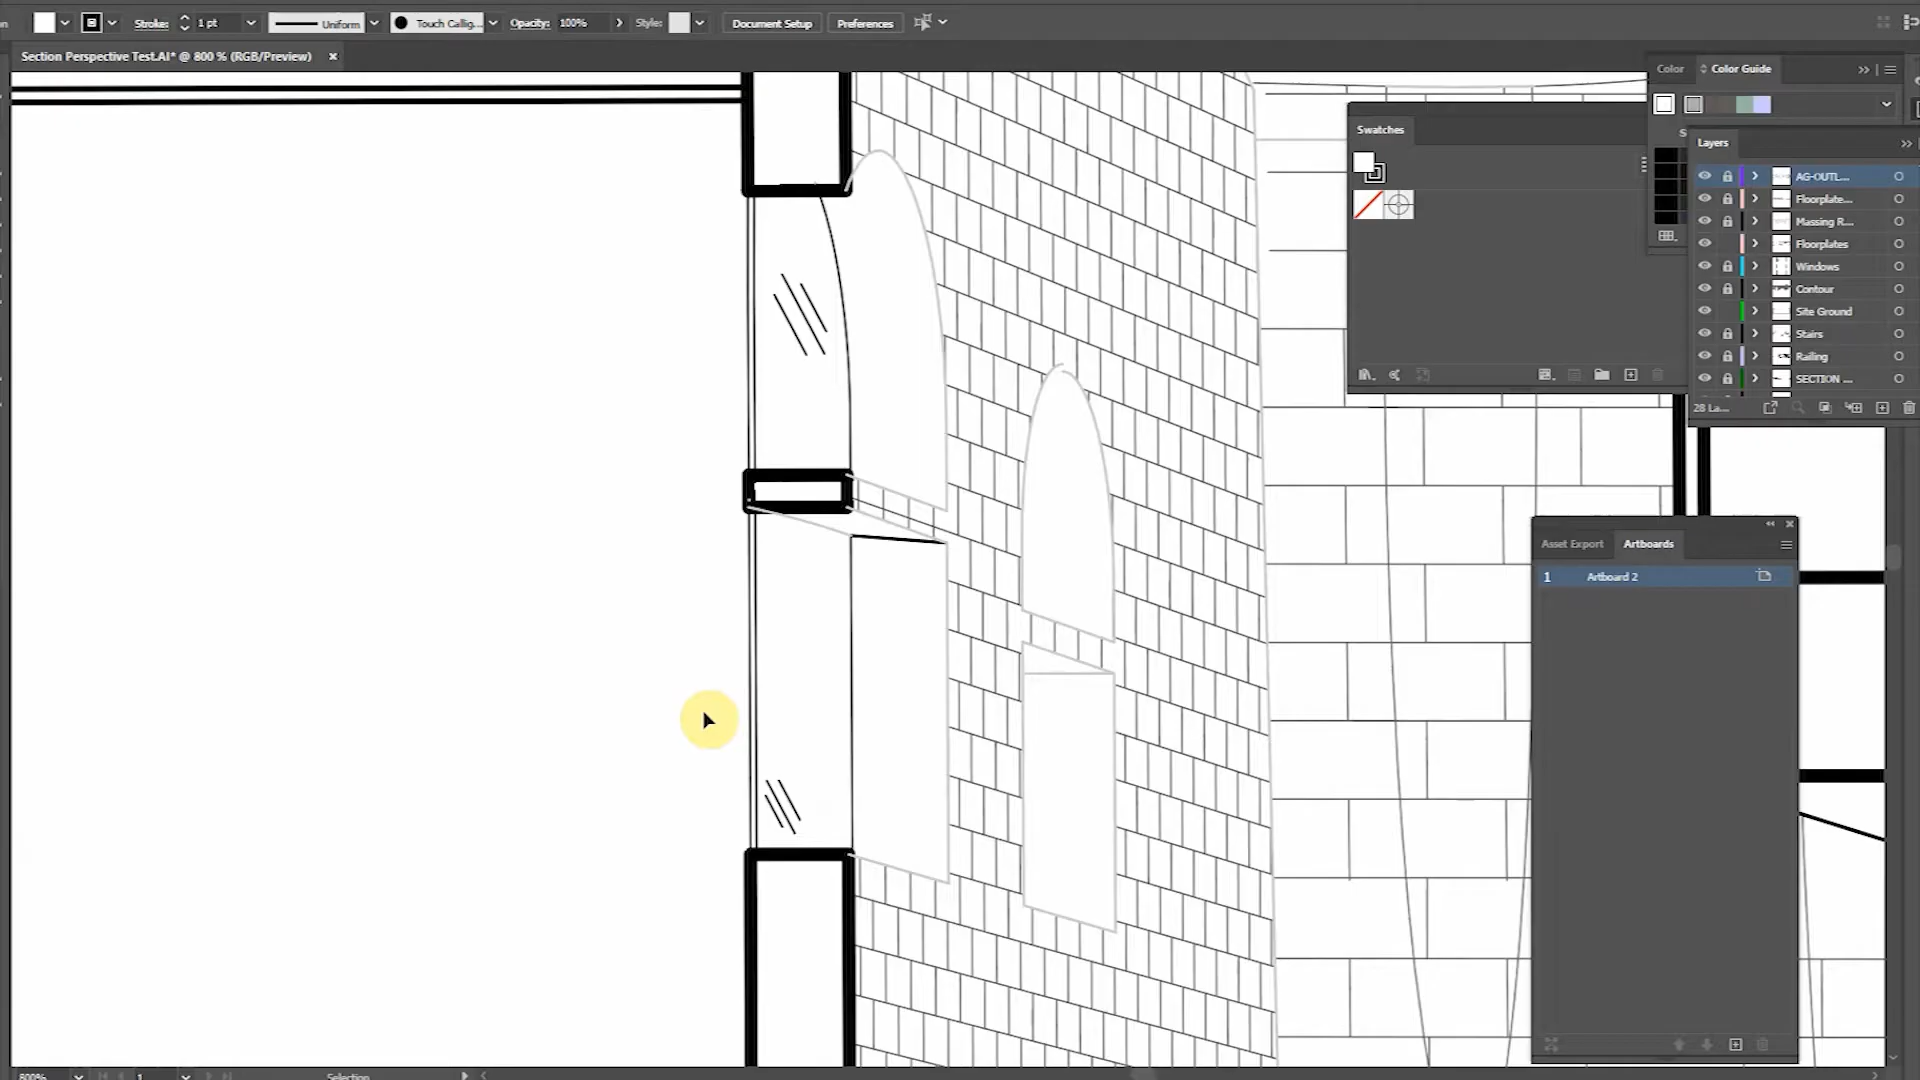 Stroke: 1 pt Uniform Touch Callig... Opacity: 100% Style: Document Setup Preferences
Section Perspective Test.AI* @ 800 % (RGB/Preview) ×
Color Color Guide
Swatches
Layers
AG-OUTL...
Floorplate...
Massing R...
Floorplates
Windows
Contour
Site Ground
Stairs
Railing
SECTION ...
28 La...
Asset Export Artboards
1 Artboard 2
800% 1 Selection